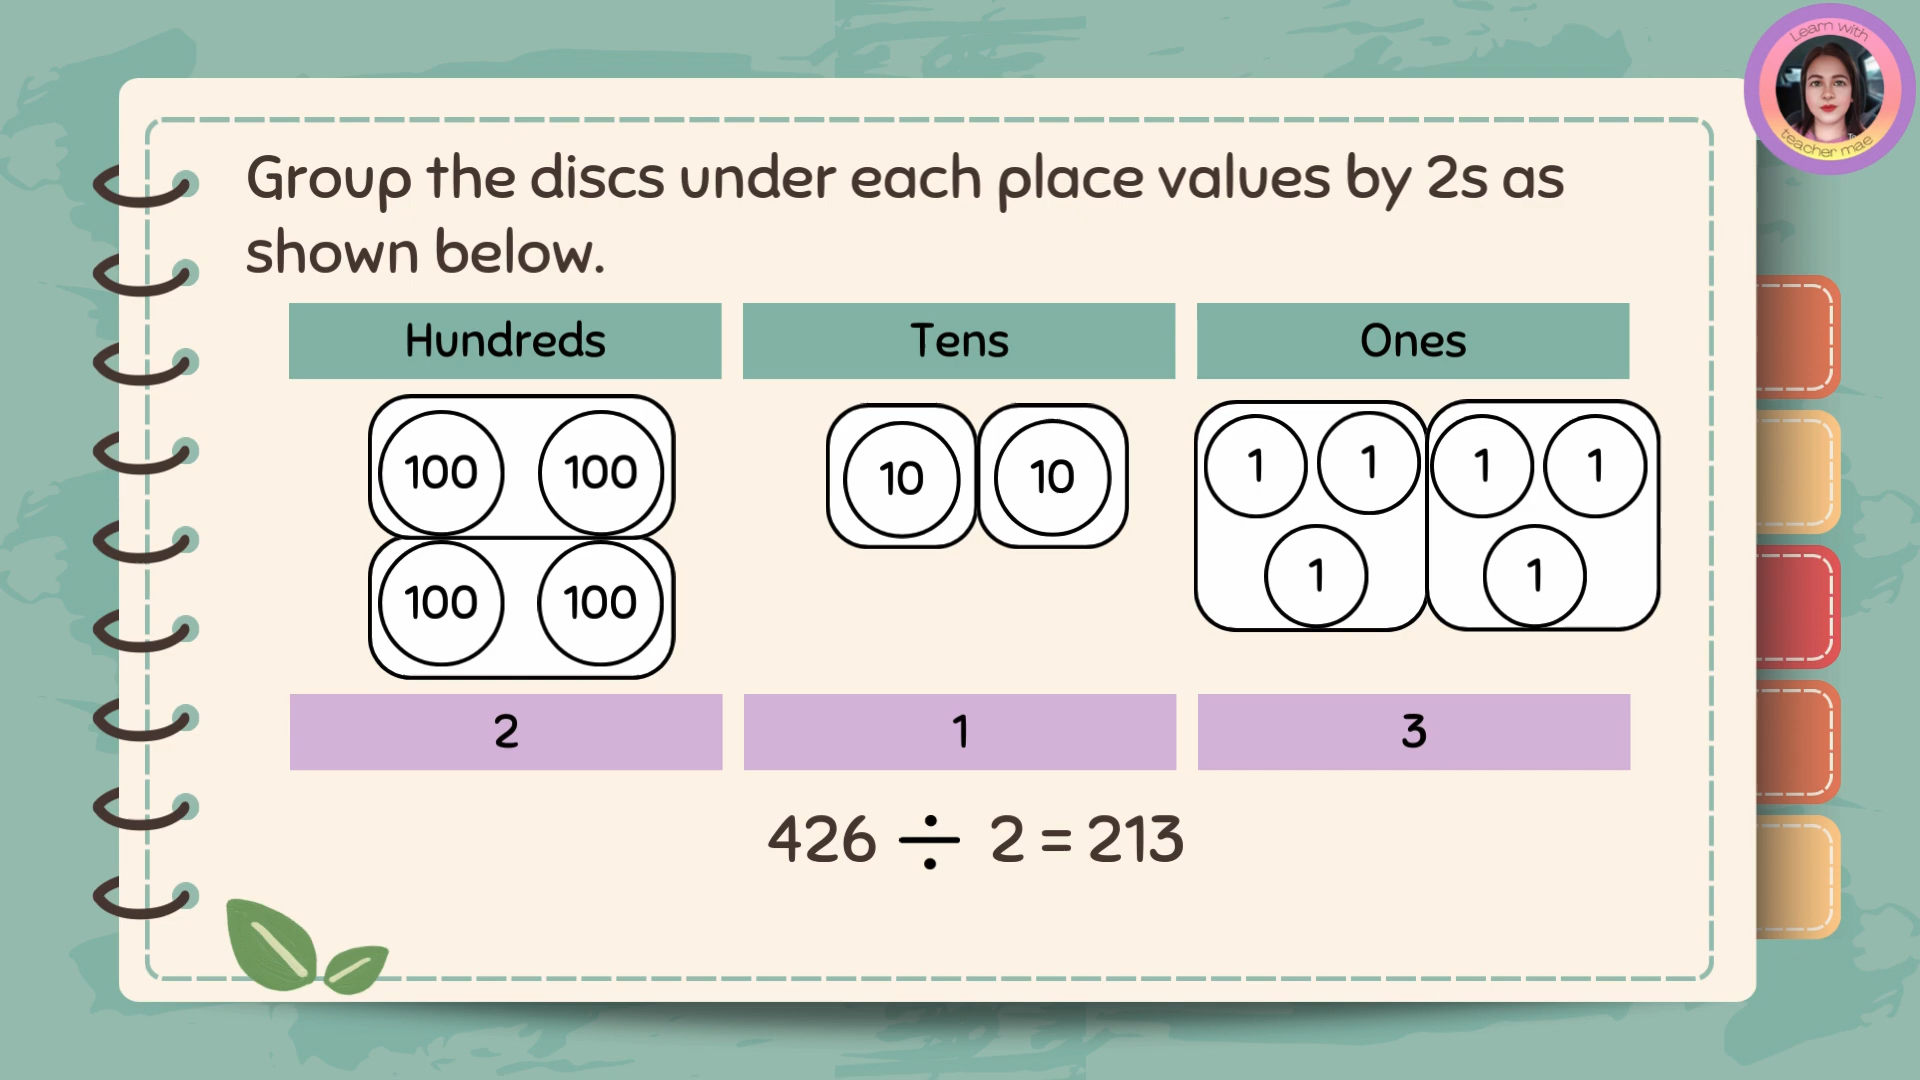 Learn with
teacher mae
Group the discs under each place values by 2s as
shown below.
Hundreds Tens Ones
100 100 10 10 1 1 1 1
100 100 1 1
2 1 3
426 ÷ 2 = 213